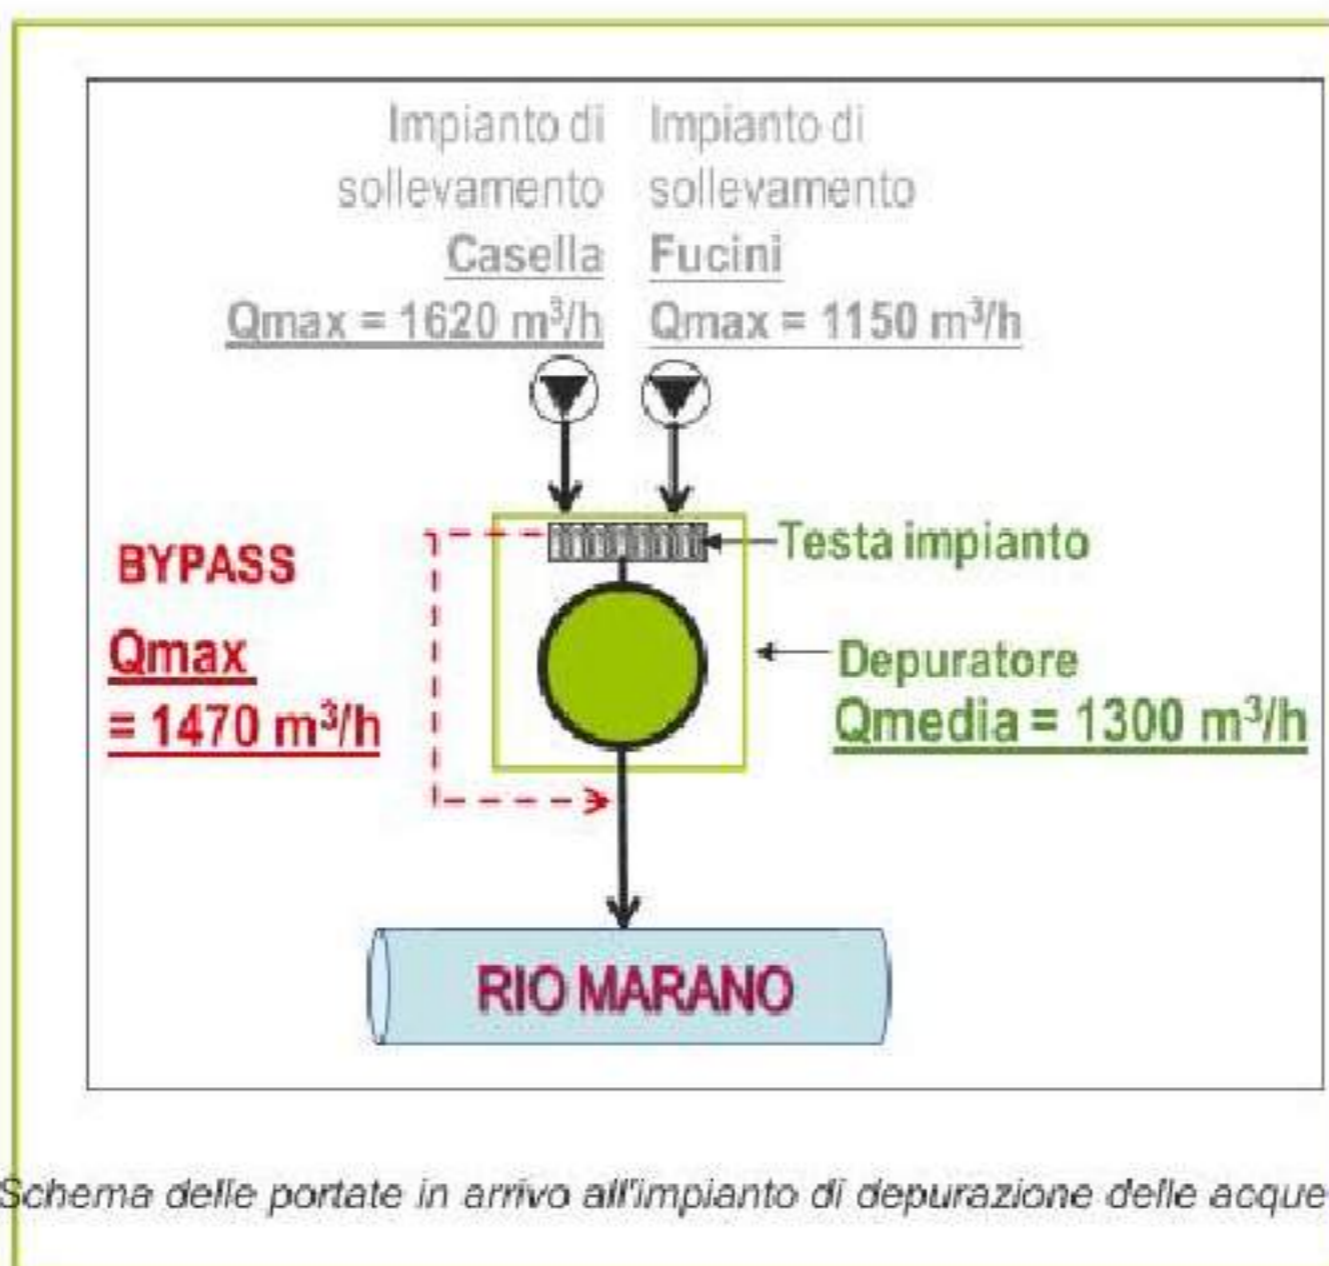 Impianto di
sollevamento
Casella
Qmax = 1620 m³/h
Impianto di
sollevamento
Fucini
Qmax = 1150 m³/h
BYPASS
Qmax
= 1470 m³/h
Testa impianto
Depuratore
Qmedia = 1300 m³/h
RIO MARANO
Schema delle portate in arrivo all'impianto di depurazione delle acque